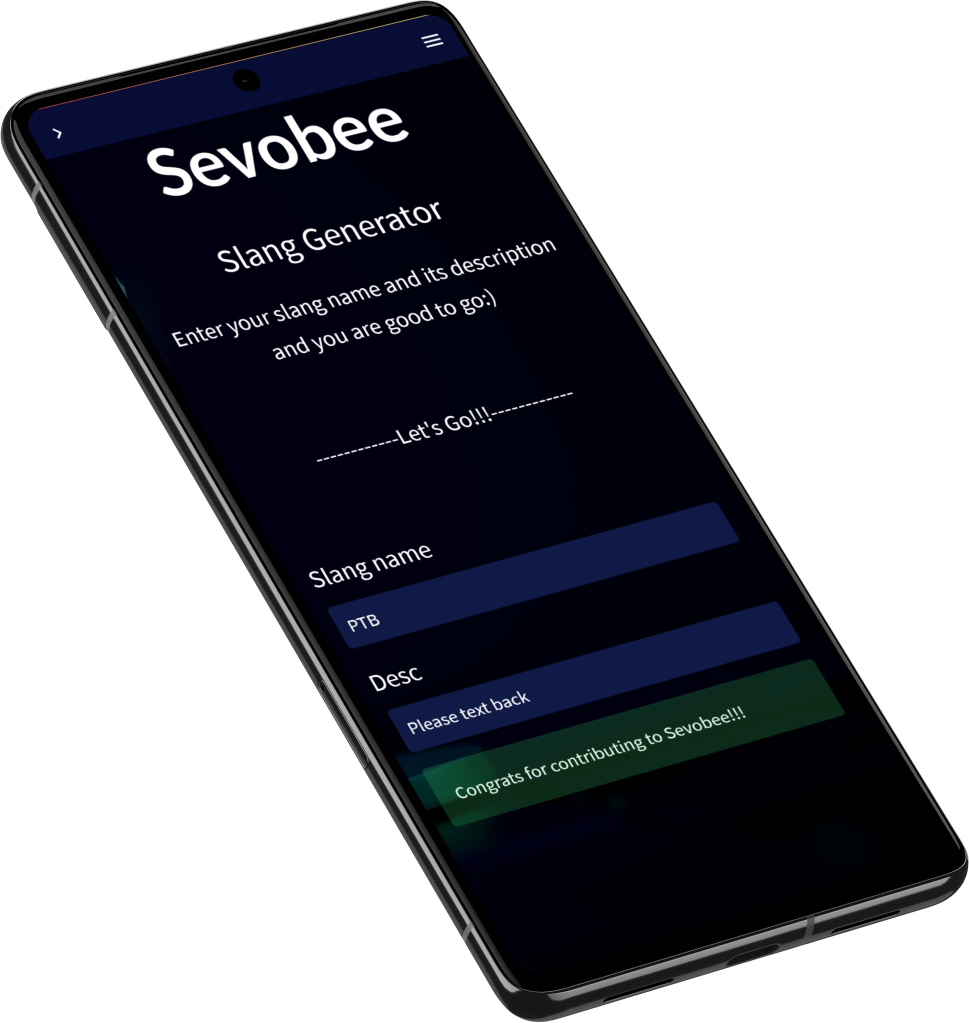 Sevobee
Slang Generator
Enter your slang name and its description
and you are good to go:)
------------Let's Go!!!------------
Slang name
PTB
Desc
Please text back
Congrats for contributing to Sevobee!!!